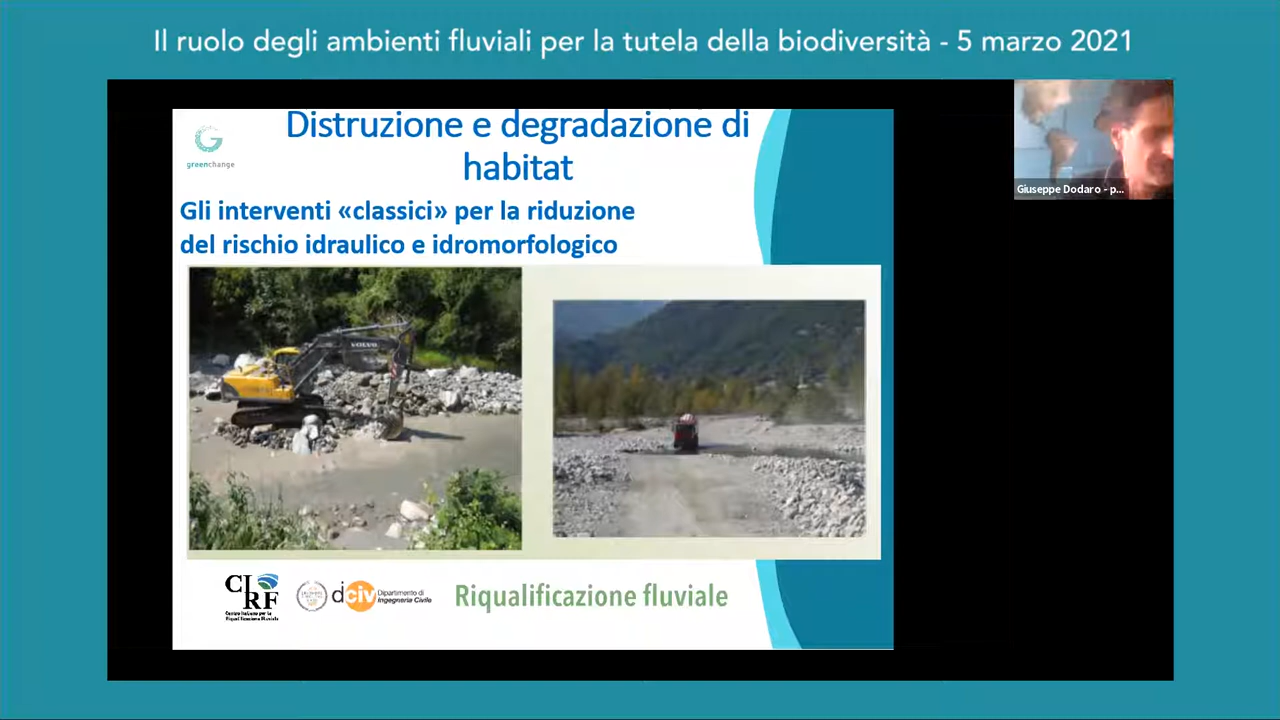 Il ruolo degli ambienti fluviali per la tutela della biodiversità - 5 marzo 2021
Distruzione e degradazione di
habitat
greenchange
Gli interventi «classici» per la riduzione
del rischio idraulico e idromorfologico
Giuseppe Dodaro - p...
VOLVO
CIRF
Centro Italiano per la
Riqualificazione Fluviale
dciv
Dipartimento di
Ingegneria Civile
Riqualificazione fluviale